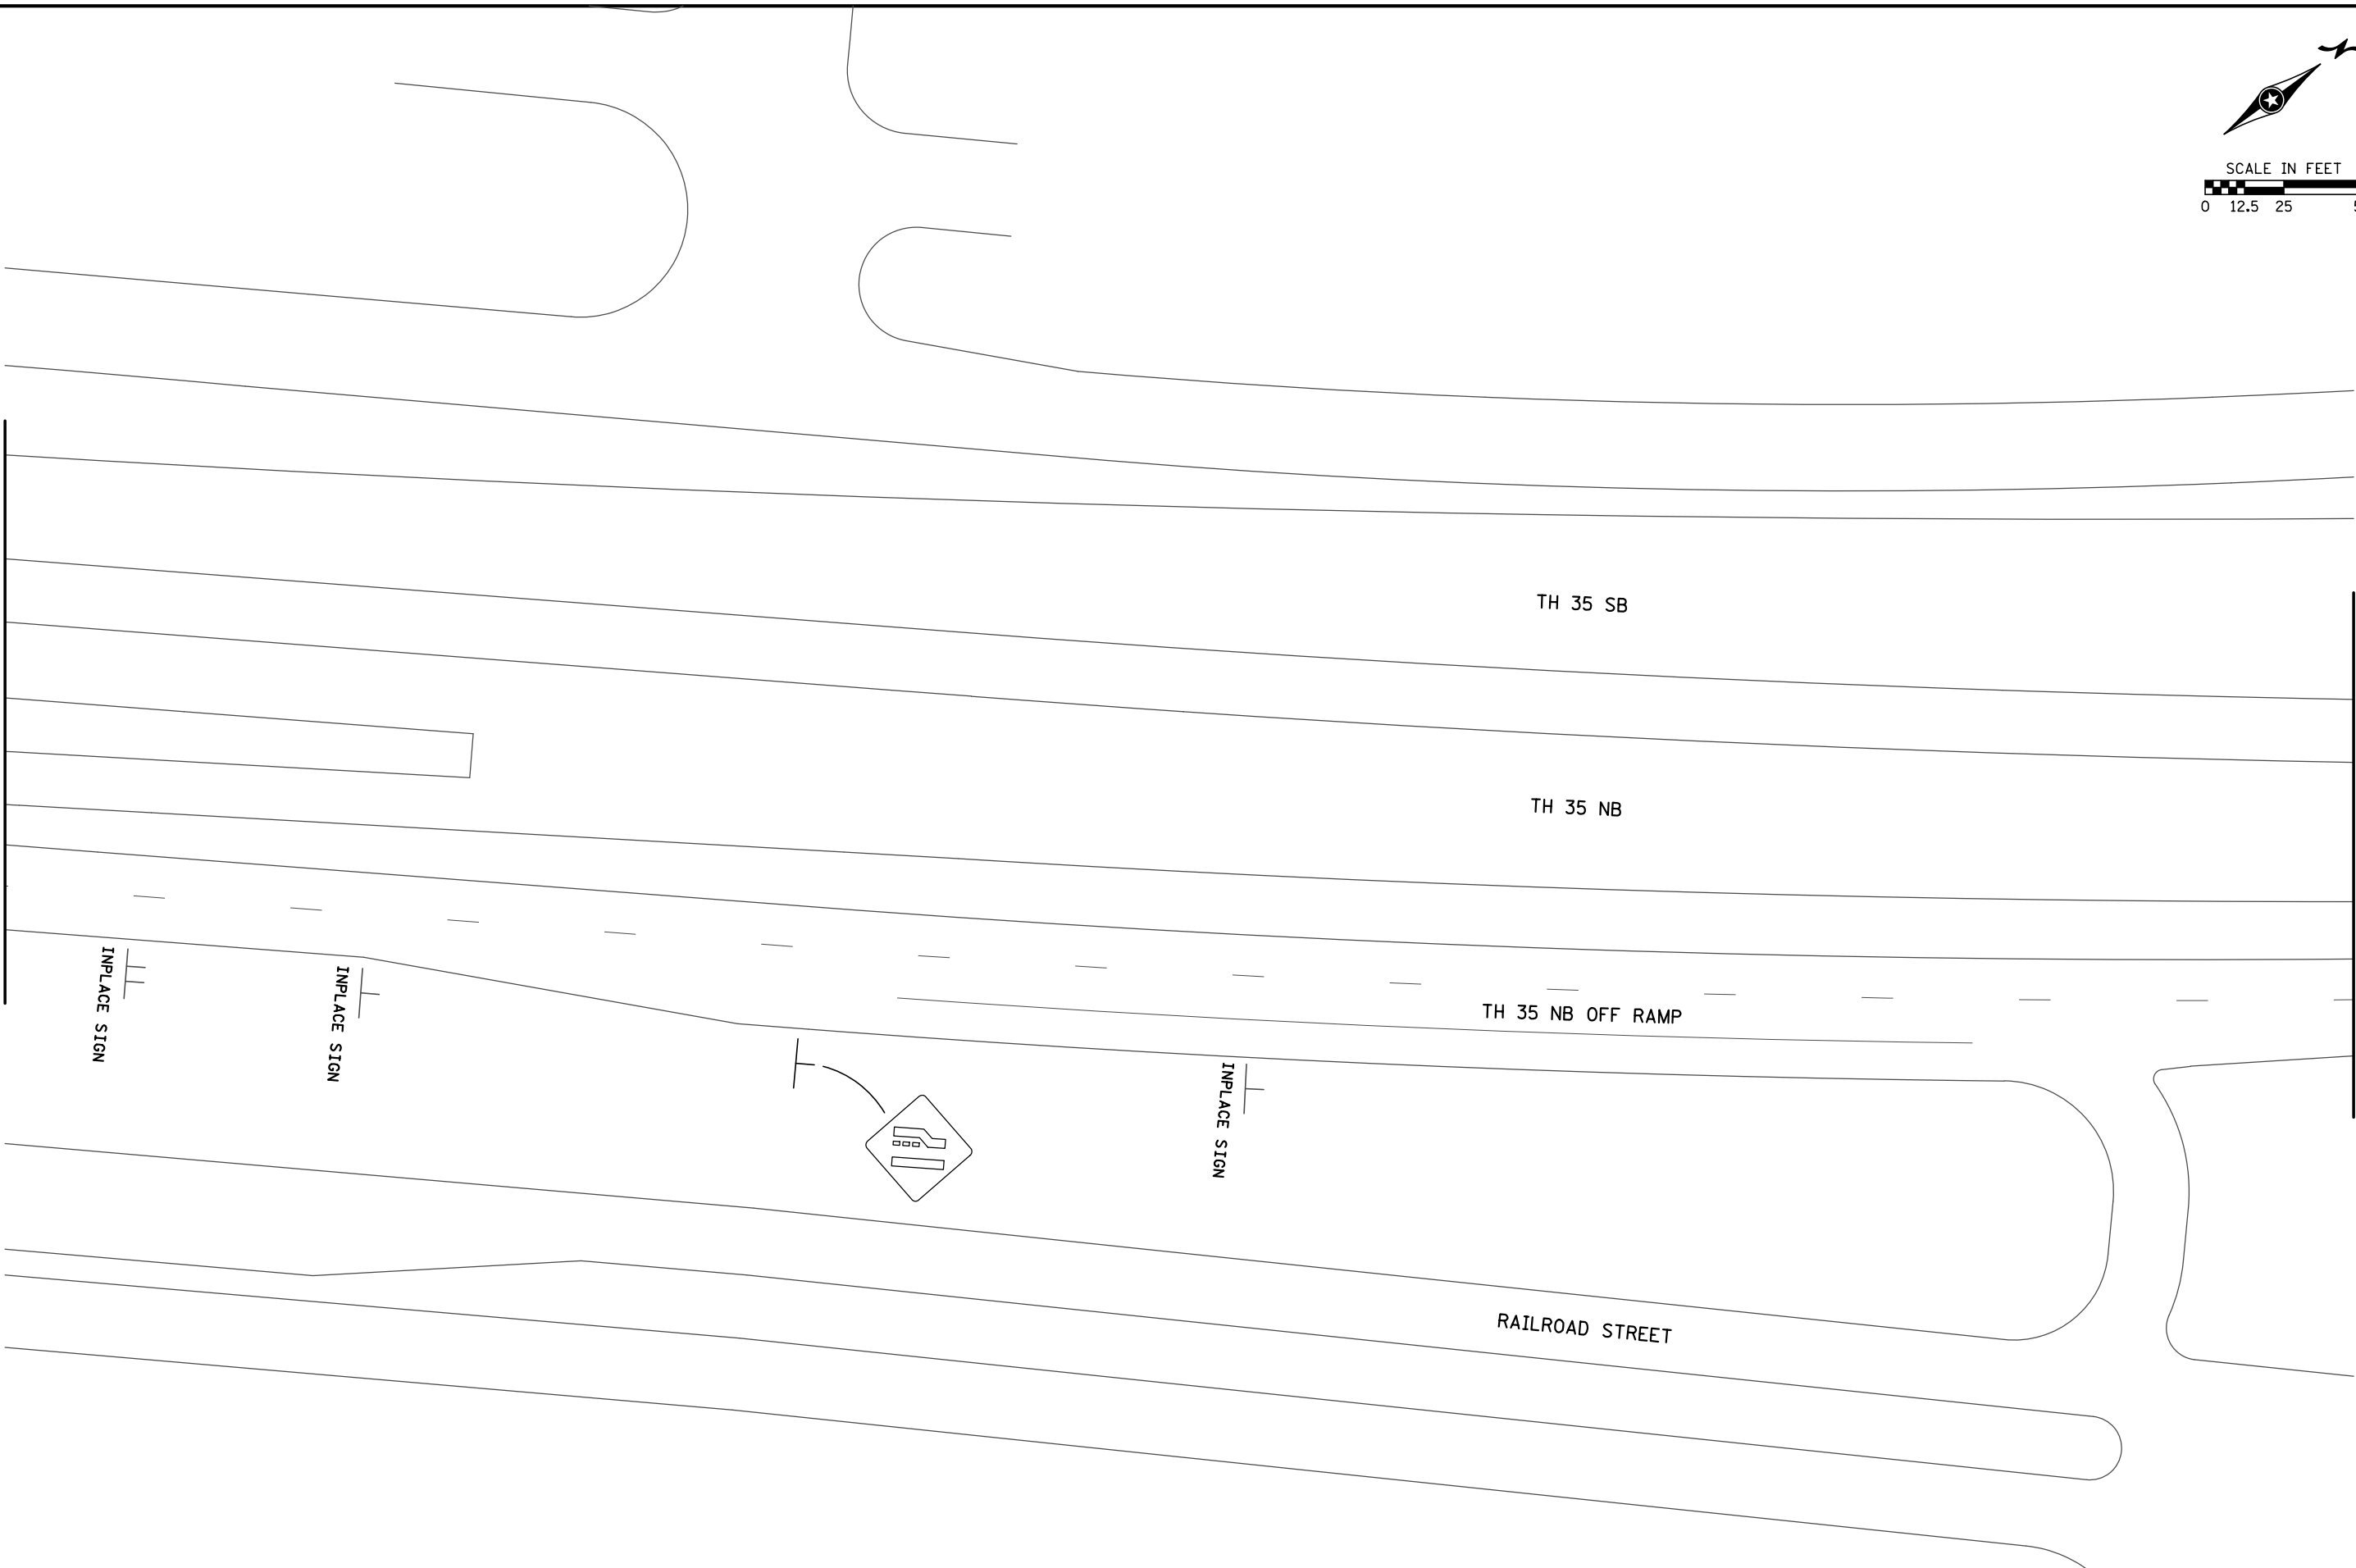 SCALE IN FEET
0 12.5 25
TH 35 SB
TH 35 NB
TH 35 NB OFF RAMP
INPLACE SIGN
INPLACE SIGN
INPLACE SIGN
RAILROAD STREET